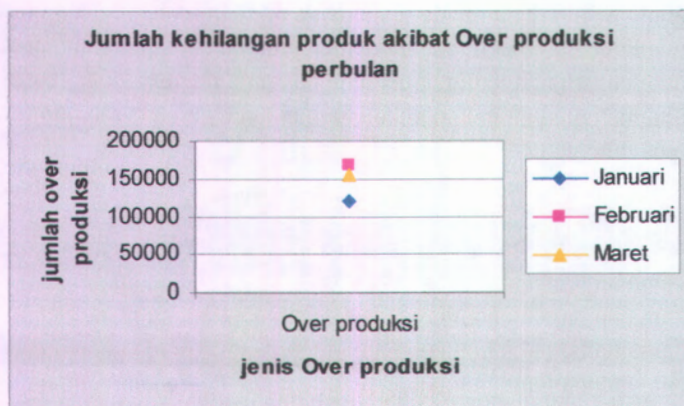 Jumlah kehilangan produk akibat Over produksi
perbulan
jumlah over
produksi
200000
150000
100000
50000
0
Over produksi
jenis Over produksi
Januari
Februari
Maret